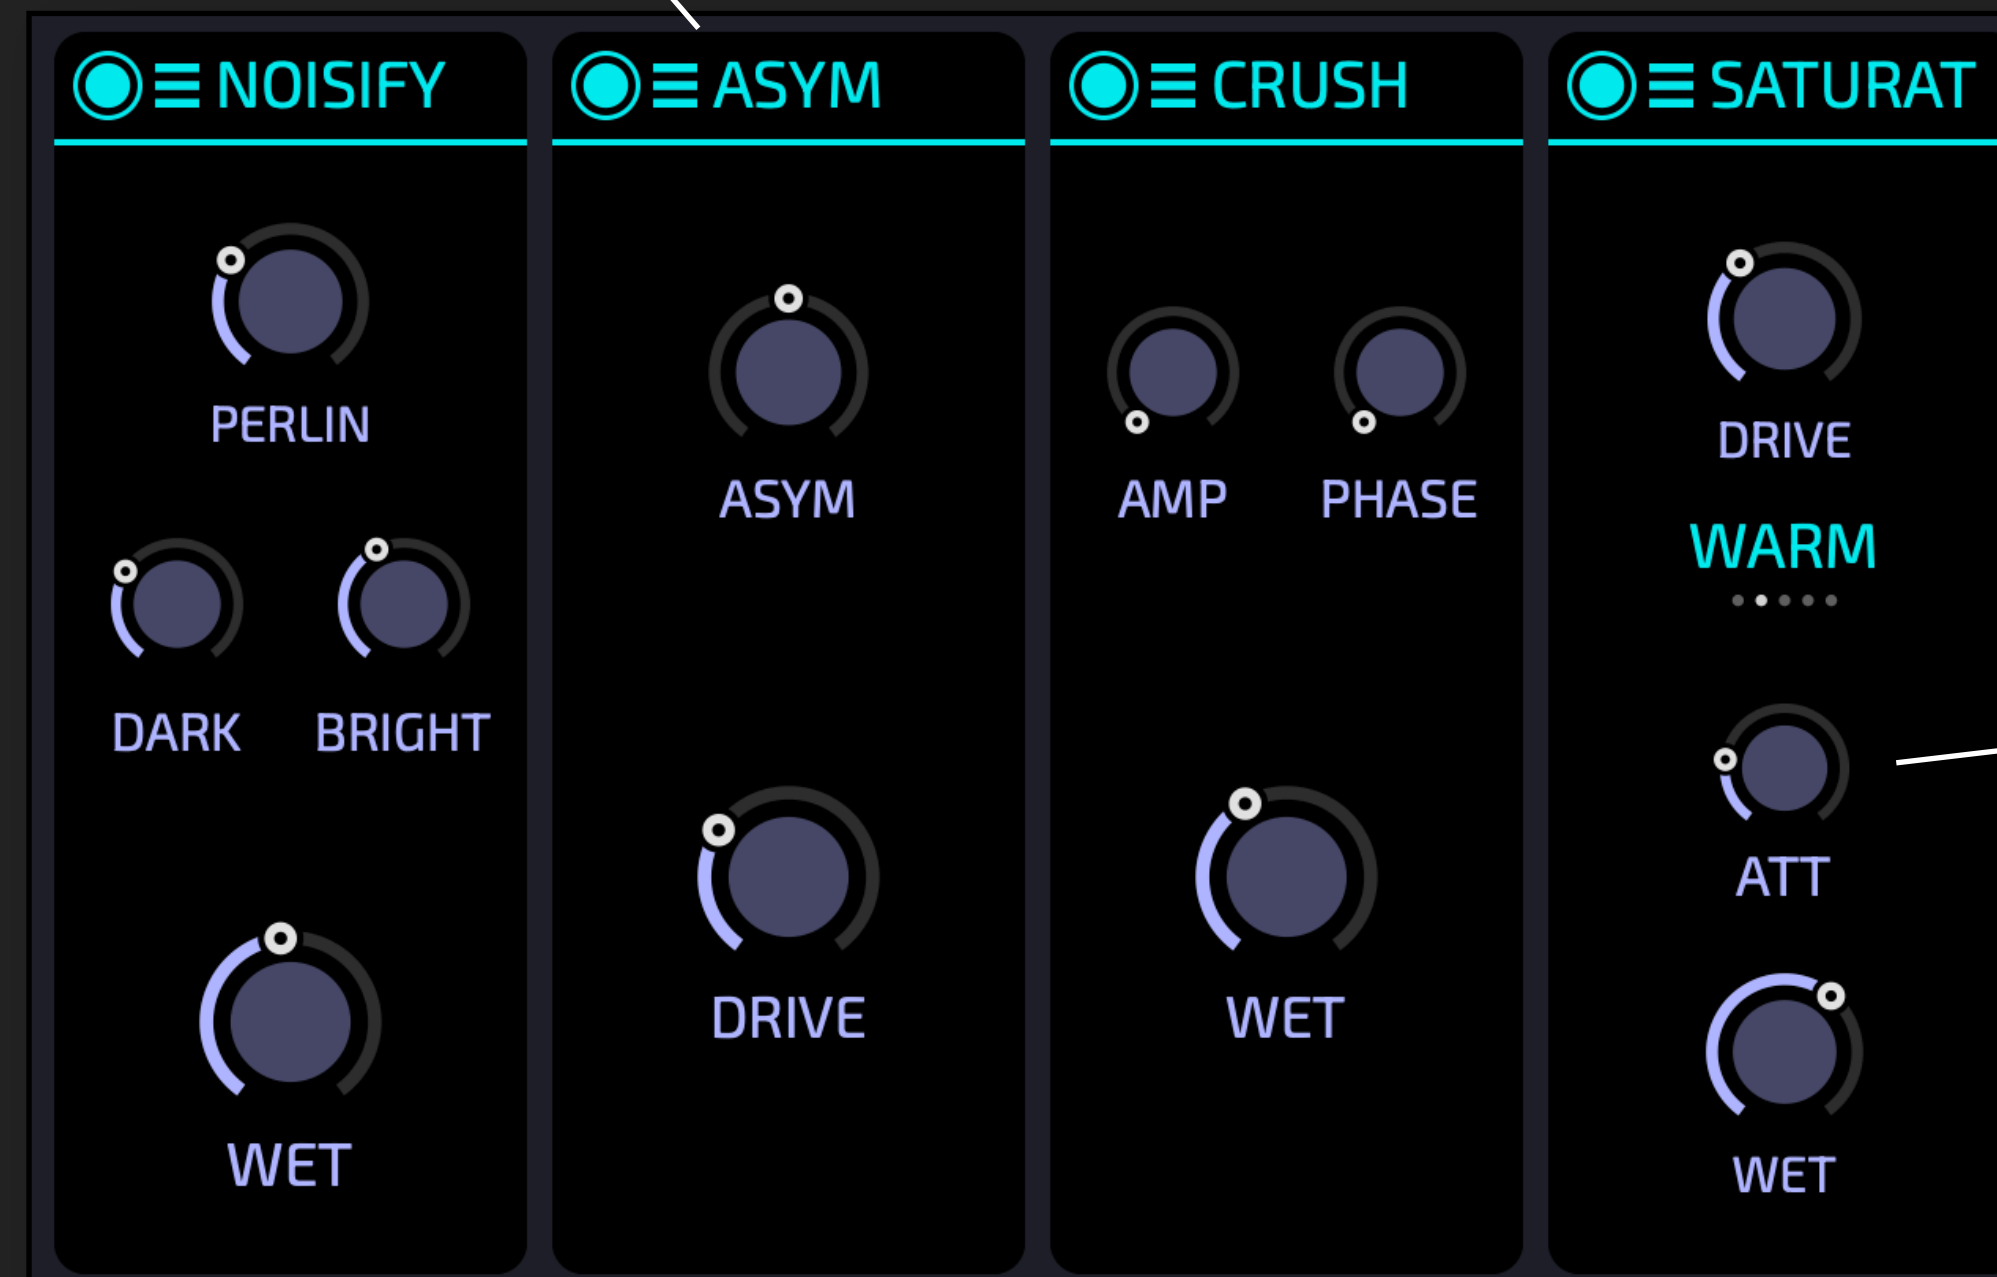 NOISIFY
PERLIN
DARK BRIGHT
WET
ASYM
ASYM
DRIVE
CRUSH
AMP PHASE
WET
SATURAT
DRIVE
WARM
ATT
WET